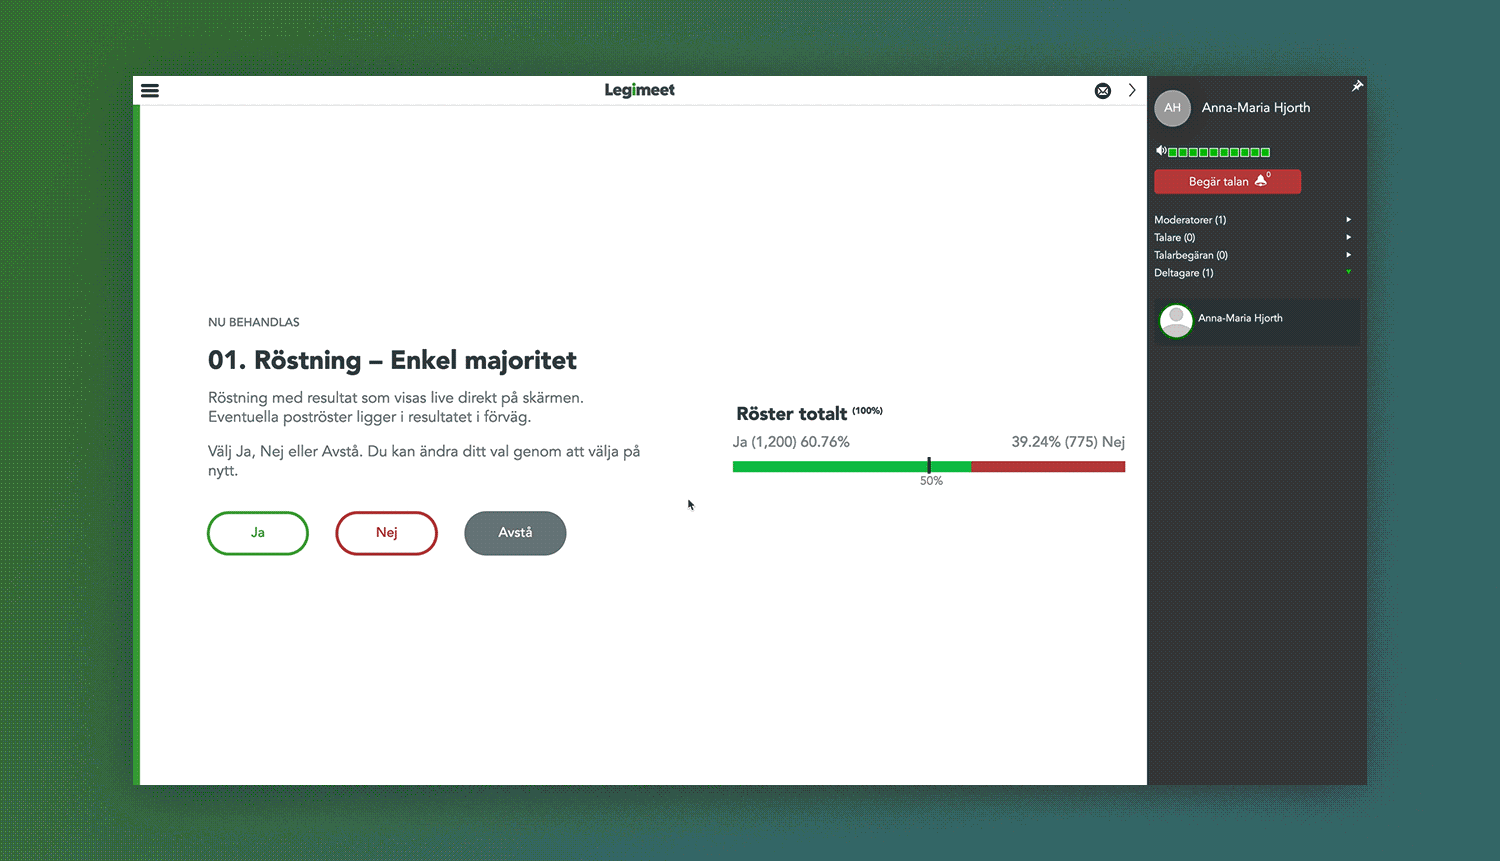 Legimeet
AH
Anna-Maria Hjorth
Begär talan 0
Moderatorer (1)
Talare (0)
Talarbegäran (0)
Deltagare (1)
Anna-Maria Hjorth
NU BEHANDLAS
01. Röstning – Enkel majoritet
Röstning med resultat som visas live direkt på skärmen.
Eventuella poströster ligger i resultatet i förväg.
Välj Ja, Nej eller Avstå. Du kan ändra ditt val genom att välja på
nytt.
Ja
Nej
Avstå
Röster totalt (100%)
Ja (1,200) 60.76%
39.24% (775) Nej
50%